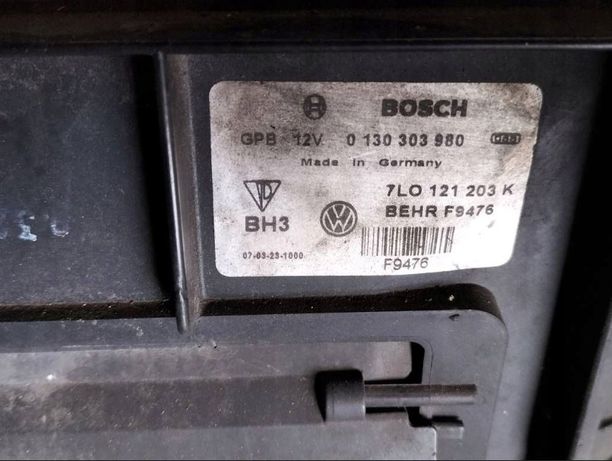 BOSCH
GPB 12V 0 130 303 980
Made in Germany
7L0 121 203 K
BH3
BEHR F9476
07-03-23-1000
F9476